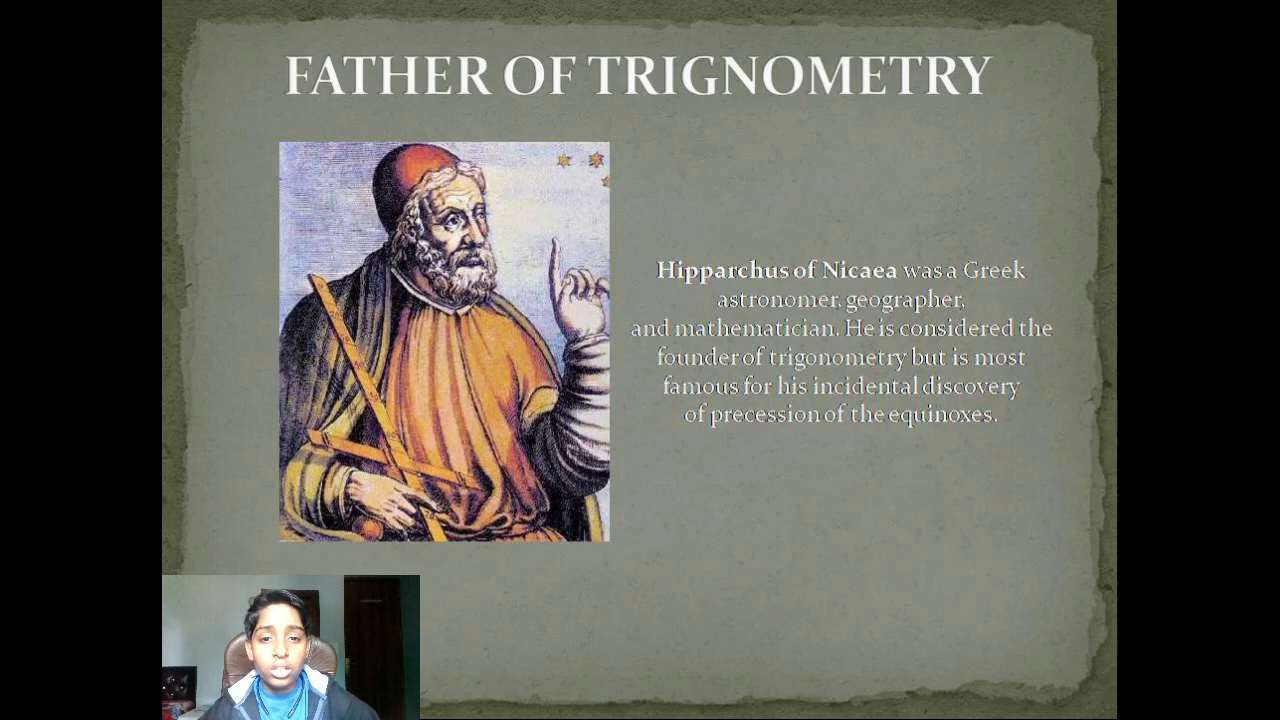 FATHER OF TRIGNOMETRY
Hipparchus of Nicaea was a Greek
astronomer, geographer,
and mathematician. He is considered the
founder of trigonometry but is most
famous for his incidental discovery
of precession of the equinoxes.